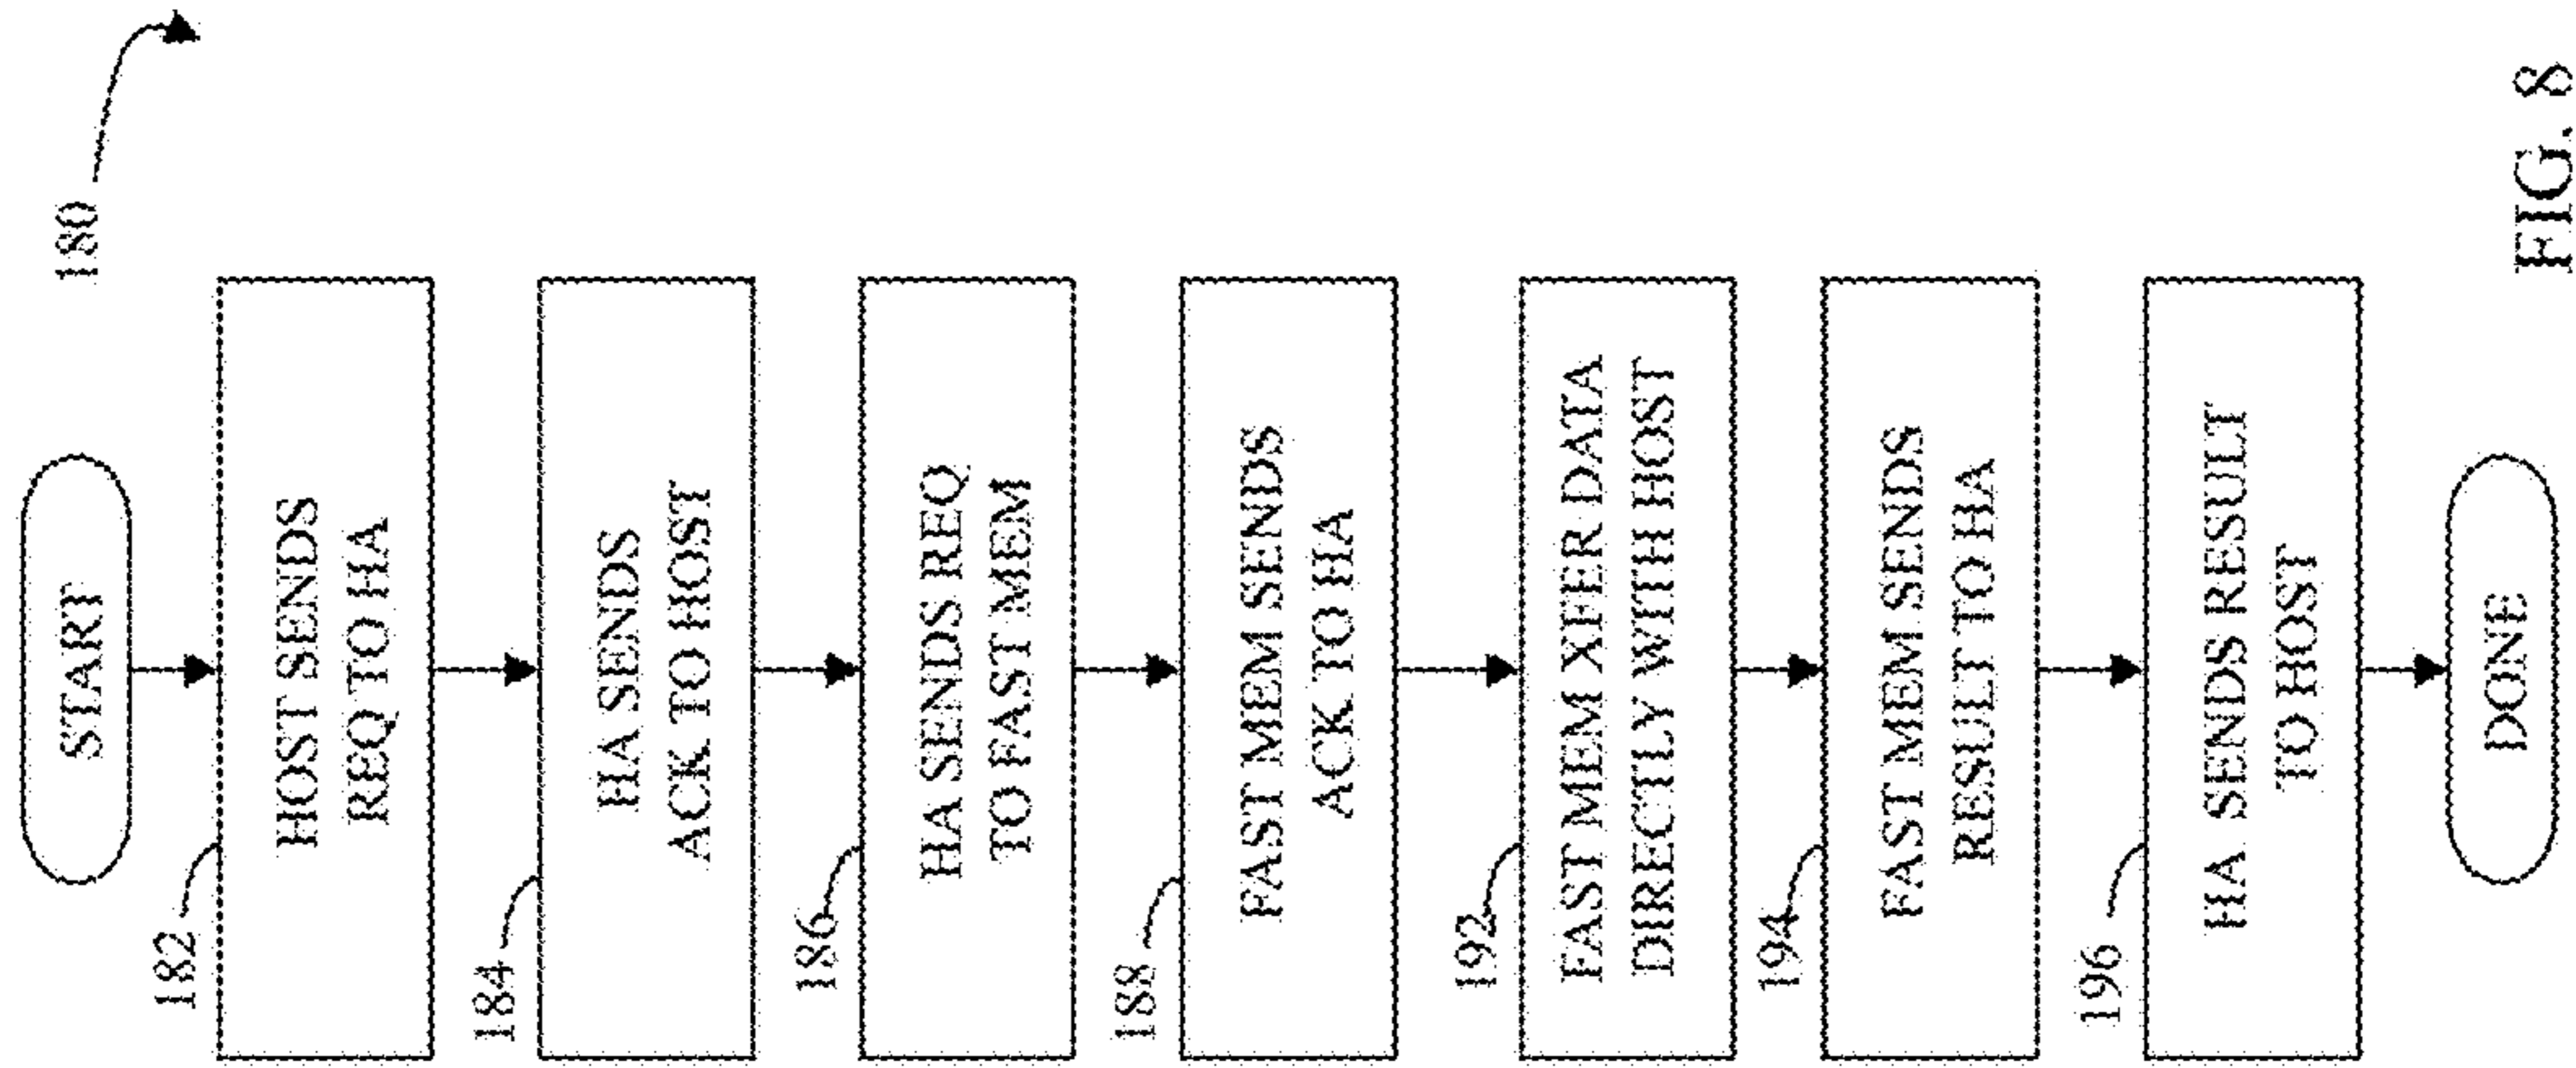 180
START
182
HOST SENDS
REQ TO HA
184
HA SENDS
ACK TO HOST
186
HA SENDS REQ
TO FAST MEM
188
FAST MEM SENDS
ACK TO HA
192
FAST MEM XFER DATA
DIRECTLY WITH HOST
194
FAST MEM SENDS
RESULT TO HA
196
HA SENDS RESULT
TO HOST
DONE
FIG. 8